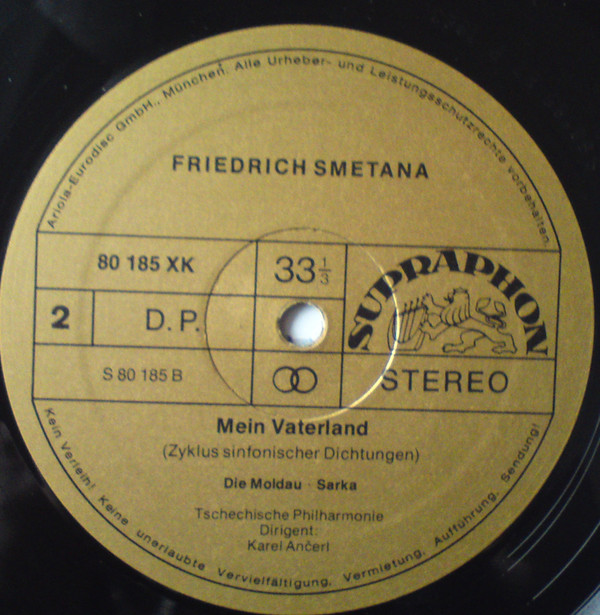 Ariola-Eurodisc GmbH., München. Alle Urheber- und Leistungsschutzrechte vorbehalten.
FRIEDRICH SMETANA
80 185 XK
33 1/3
SUPRAPHON
2
D. P.
S 80 185 B
STEREO
Mein Vaterland
(Zyklus sinfonischer Dichtungen)
Die Moldau · Sarka
Tschechische Philharmonie
Dirigent:
Karel Ančerl
Kein Verleih! Keine unerlaubte Vervielfältigung, Vermietung, Aufführung, Sendung!